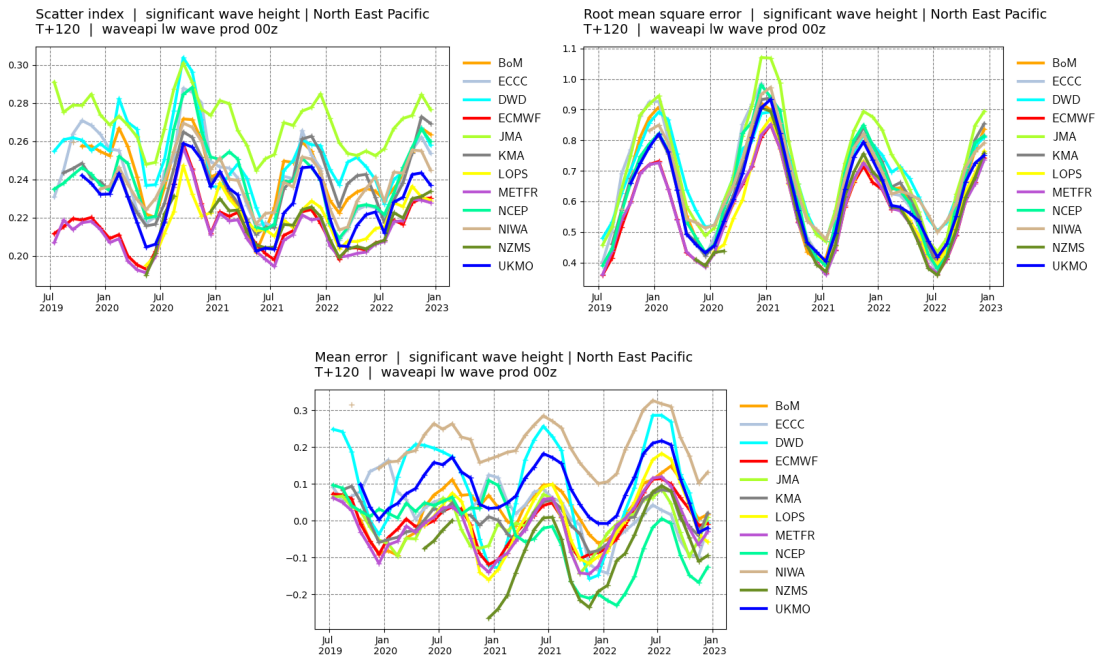 Scatter index | significant wave height | North East Pacific
T+120 | waveapi lw wave prod 00z
0.30
0.28
0.26
0.24
0.22
0.20
Jul 2019
Jan 2020
Jul 2020
Jan 2021
Jul 2021
Jan 2022
Jul 2022
Jan 2023
BoM
ECCC
DWD
ECMWF
JMA
KMA
LOPS
METFR
NCEP
NIWA
NZMS
UKMO
Root mean square error | significant wave height | North East Pacific
T+120 | waveapi lw wave prod 00z
1.1
1.0
0.9
0.8
0.7
0.6
0.5
0.4
Jul 2019
Jan 2020
Jul 2020
Jan 2021
Jul 2021
Jan 2022
Jul 2022
Jan 2023
BoM
ECCC
DWD
ECMWF
JMA
KMA
LOPS
METFR
NCEP
NIWA
NZMS
UKMO
Mean error | significant wave height | North East Pacific
T+120 | waveapi lw wave prod 00z
0.3
0.2
0.1
0.0
−0.1
−0.2
Jul 2019
Jan 2020
Jul 2020
Jan 2021
Jul 2021
Jan 2022
Jul 2022
Jan 2023
BoM
ECCC
DWD
ECMWF
JMA
KMA
LOPS
METFR
NCEP
NIWA
NZMS
UKMO